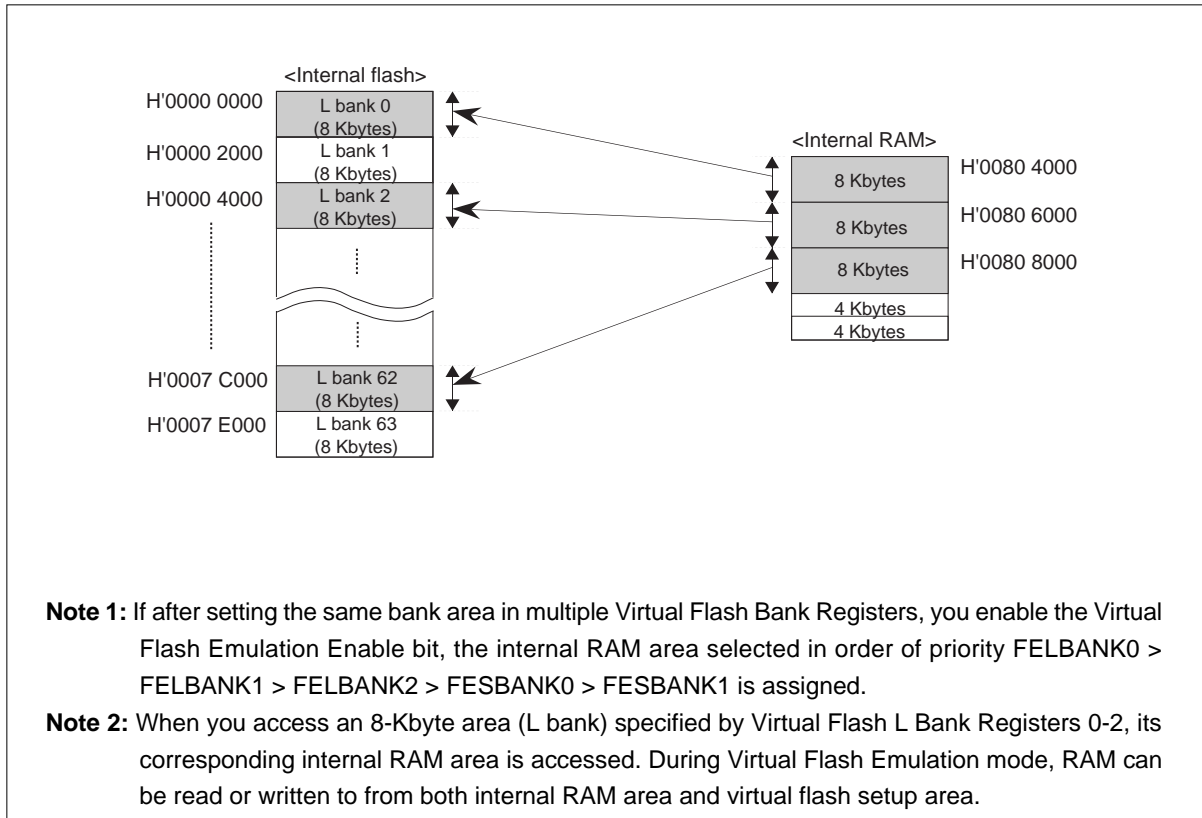 <Internal flash>
H'0000 0000
L bank 0
(8 Kbytes)
H'0000 2000
L bank 1
(8 Kbytes)
H'0000 4000
L bank 2
(8 Kbytes)
H'0007 C000
L bank 62
(8 Kbytes)
H'0007 E000
L bank 63
(8 Kbytes)
<Internal RAM>
8 Kbytes
H'0080 4000
8 Kbytes
H'0080 6000
8 Kbytes
H'0080 8000
4 Kbytes
4 Kbytes
Note 1: If after setting the same bank area in multiple Virtual Flash Bank Registers, you enable the Virtual
Flash Emulation Enable bit, the internal RAM area selected in order of priority FELBANK0 >
FELBANK1 > FELBANK2 > FESBANK0 > FESBANK1 is assigned.
Note 2: When you access an 8-Kbyte area (L bank) specified by Virtual Flash L Bank Registers 0-2, its
corresponding internal RAM area is accessed. During Virtual Flash Emulation mode, RAM can
be read or written to from both internal RAM area and virtual flash setup area.